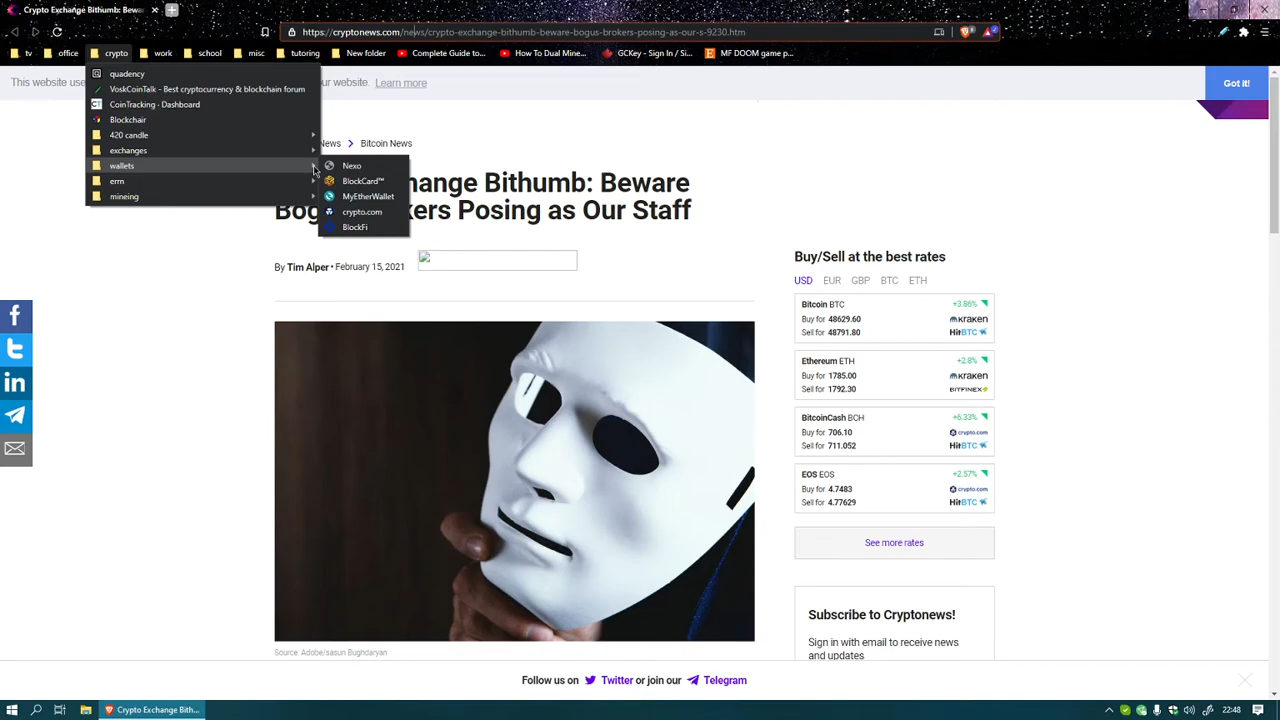 Crypto Exchange Bithumb: Bewa
https://cryptonews.com/news/crypto-exchange-bithumb-beware-bogus-brokers-posing-as-our-s-9230.htm
tv
office
crypto
work
school
misc
tutoring
New folder
Complete Guide to...
How To Dual Mine...
GCKey - Sign In / Si...
MF DOOM game p...
quadency
VoskCoinTalk - Best cryptocurrency & blockchain forum
CoinTracking - Dashboard
Blockchair
420 candle
exchanges
wallets
erm
mineing
Nexo
BlockCard™
MyEtherWallet
crypto.com
BlockFi
This website use
our website. Learn more
Got it!
News
Bitcoin News
hange Bithumb: Beware
Bog
kers Posing as Our Staff
By Tim Alper • February 15, 2021
Source: Adobe/sasun Bughdaryan
Buy/Sell at the best rates
USD EUR GBP BTC ETH
Bitcoin BTC +3.86%
Buy for 48629.60 kraken
Sell for 48791.80 HitBTC
Ethereum ETH +2.8%
Buy for 1785.00 kraken
Sell for 1792.30 BITFINEX
BitcoinCash BCH +6.33%
Buy for 706.10 crypto.com
Sell for 711.052 HitBTC
EOS EOS +2.57%
Buy for 4.7483 crypto.com
Sell for 4.77629 HitBTC
See more rates
Subscribe to Cryptonews!
Sign in with email to receive news
and updates
Follow us on Twitter or join our Telegram
Crypto Exchange Bith...
22:48